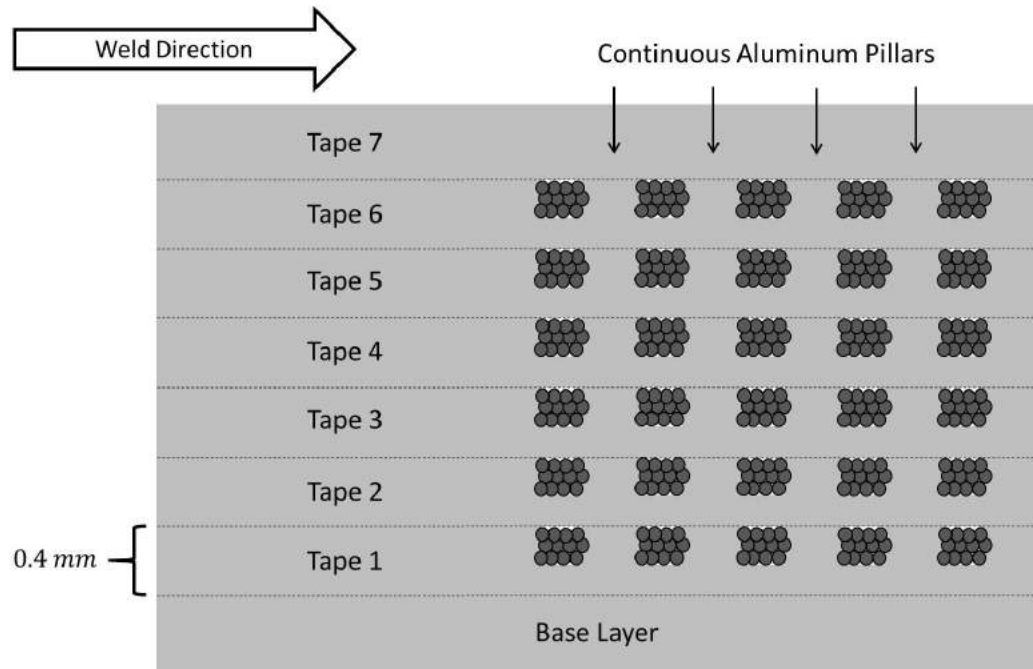 Weld Direction
Continuous Aluminum Pillars
Tape 7
Tape 6
Tape 5
Tape 4
Tape 3
Tape 2
0.4 mm
Tape 1
Base Layer